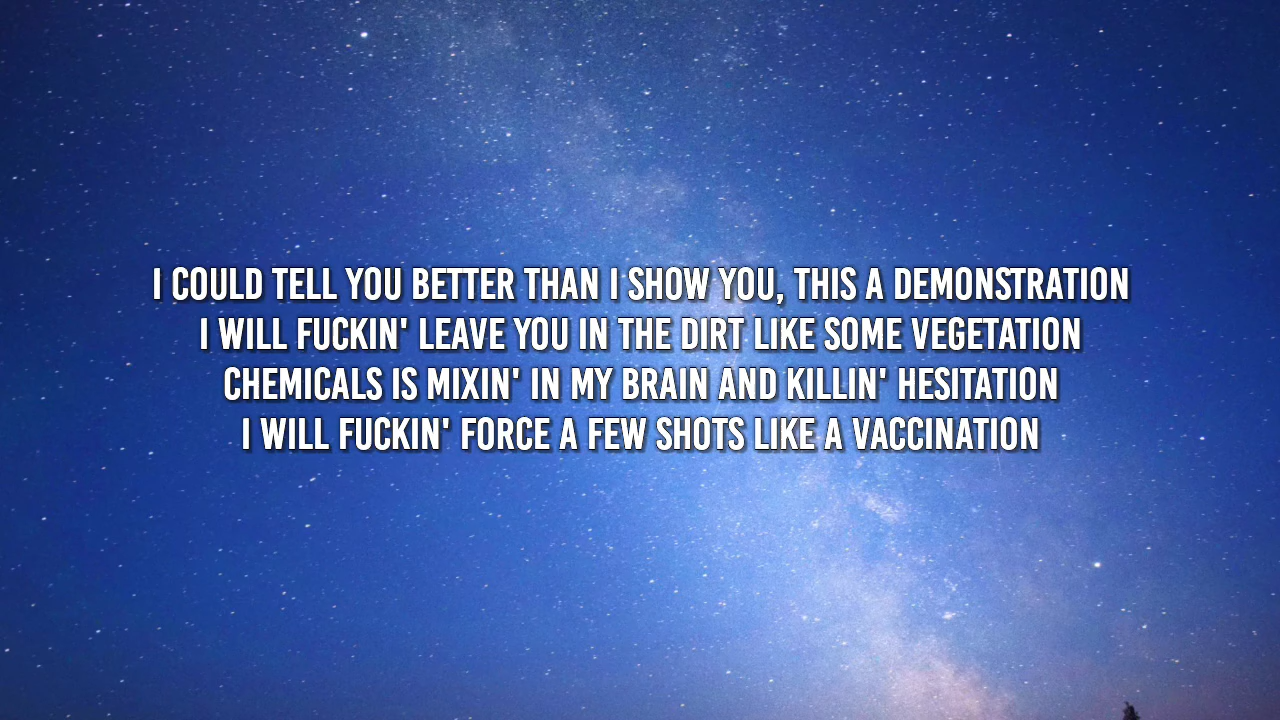 I COULD TELL YOU BETTER THAN I SHOW YOU, THIS A DEMONSTRATION
I WILL FUCKIN' LEAVE YOU IN THE DIRT LIKE SOME VEGETATION
CHEMICALS IS MIXIN' IN MY BRAIN AND KILLIN' HESITATION
I WILL FUCKIN' FORCE A FEW SHOTS LIKE A VACCINATION